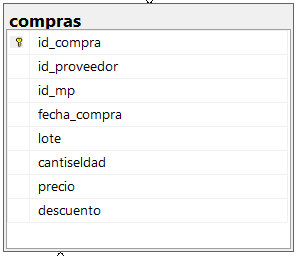 compras
id_compra
id_proveedor
id_mp
fecha_compra
lote
cantiseldad
precio
descuento